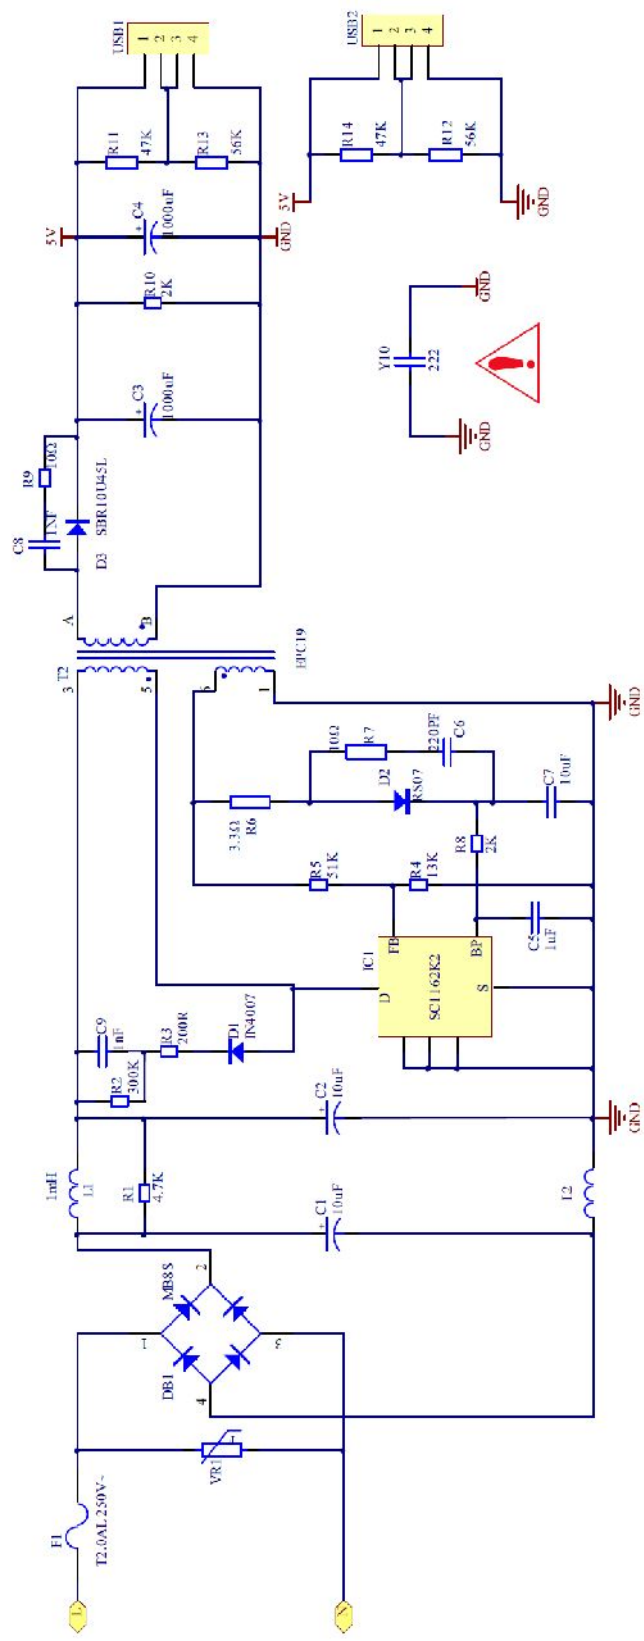 USB1
1
2
3
4
USB2
1
2
3
4
R11
47K
R13
56K
R14
47K
R12
56K
5V
C4
1000uF
GND
5V
GND
R10
2K
C3
1000uF
Y10
222
GND
GND
R9
10Ω
C8
1NF
D3
SBR10U45L
A
B
T2
3
5
EPC19
1
GND
10Ω
R7
220PF
C6
D2
RS07
3.3Ω
R6
C7
10uF
R8
2K
R5
51K
R4
13K
C5
1uF
IC1
FB
BP
D
S
SC1162K2
C9
1nF
R3
200R
D1
IN4007
R2
300K
C2
10uF
GND
1mH
L1
R1
4.7K
C1
10uF
L2
MB8S
DB1
1
2
3
4
VR1
F1
T2.0AL 250V~
L
N